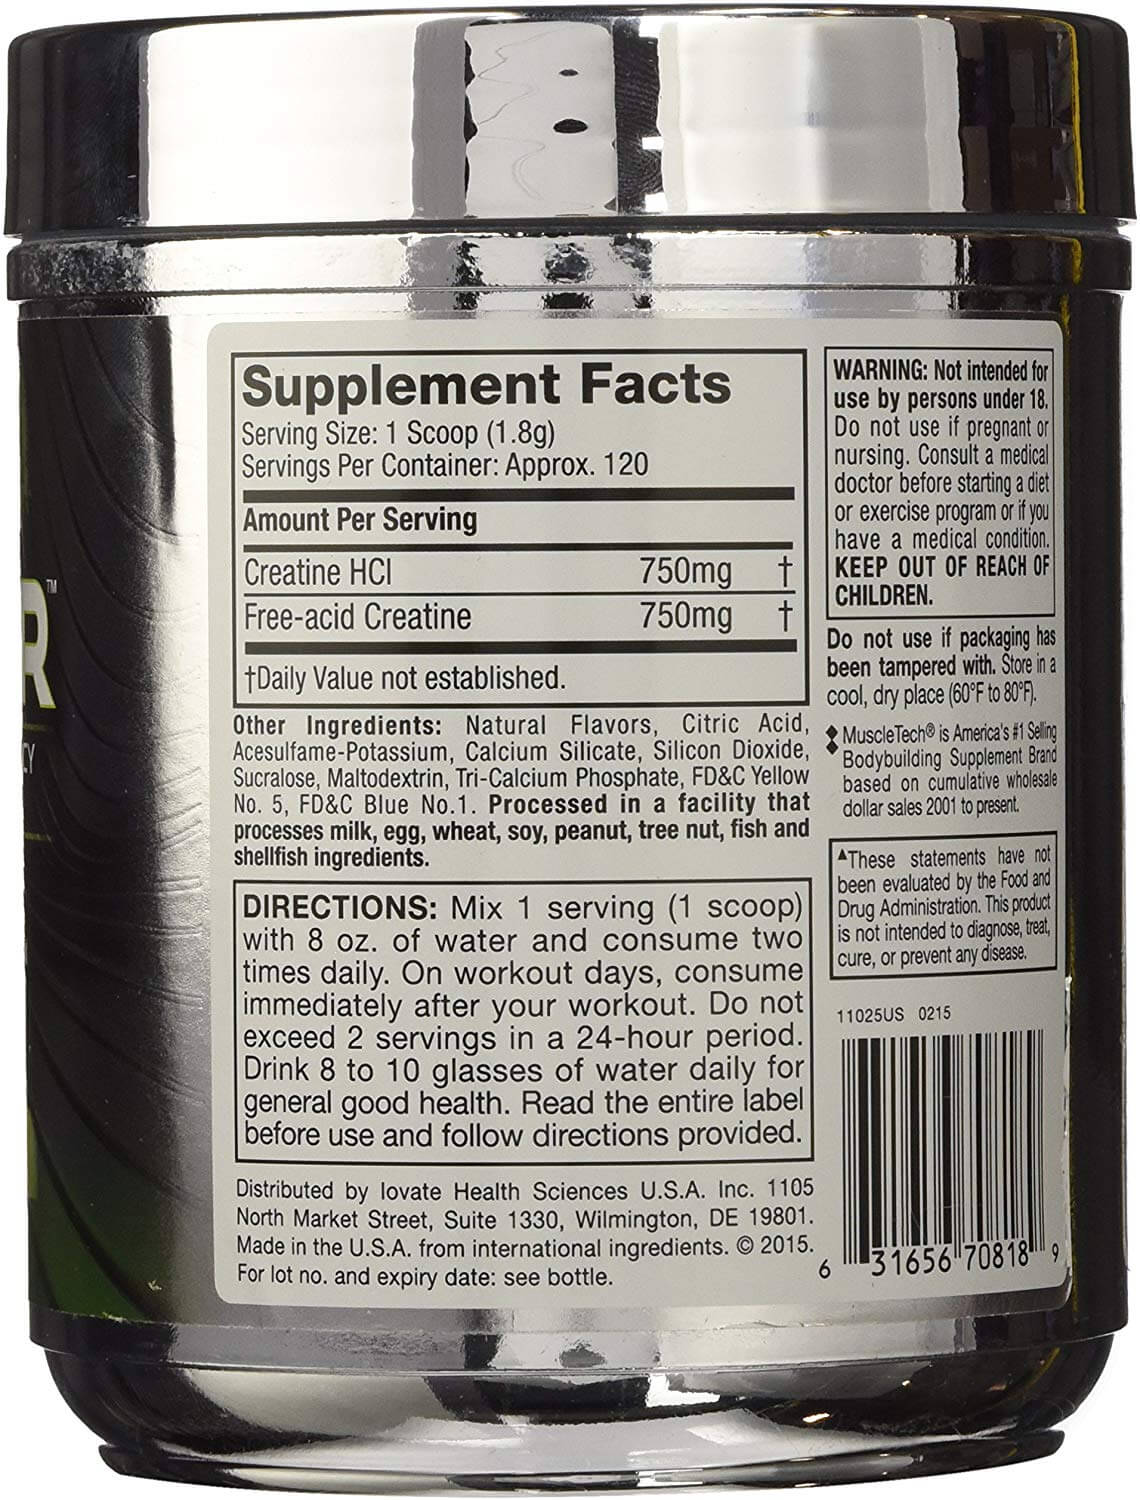 R™
CY
Supplement Facts
Serving Size: 1 Scoop (1.8g)
Servings Per Container: Approx. 120
Amount Per Serving
Creatine HCl 750mg †
Free-acid Creatine 750mg †
†Daily Value not established.
Other Ingredients: Natural Flavors, Citric Acid,
Acesulfame-Potassium, Calcium Silicate, Silicon Dioxide,
Sucralose, Maltodextrin, Tri-Calcium Phosphate, FD&C Yellow
No. 5, FD&C Blue No.1. Processed in a facility that
processes milk, egg, wheat, soy, peanut, tree nut, fish and
shellfish ingredients.
DIRECTIONS: Mix 1 serving (1 scoop)
with 8 oz. of water and consume two
times daily. On workout days, consume
immediately after your workout. Do not
exceed 2 servings in a 24-hour period.
Drink 8 to 10 glasses of water daily for
general good health. Read the entire label
before use and follow directions provided.
Distributed by Iovate Health Sciences U.S.A. Inc. 1105
North Market Street, Suite 1330, Wilmington, DE 19801.
Made in the U.S.A. from international ingredients. © 2015.
For lot no. and expiry date: see bottle.
WARNING: Not intended for
use by persons under 18.
Do not use if pregnant or
nursing. Consult a medical
doctor before starting a diet
or exercise program or if you
have a medical condition.
KEEP OUT OF REACH OF
CHILDREN.
Do not use if packaging has
been tampered with. Store in a
cool, dry place (60°F to 80°F).
♦ MuscleTech® is America's #1 Selling
♦ Bodybuilding Supplement Brand
based on cumulative wholesale
dollar sales 2001 to present.
▲These statements have not
been evaluated by the Food and
Drug Administration. This product
is not intended to diagnose, treat,
cure, or prevent any disease.
11025US 0215
6 31656 70818 9